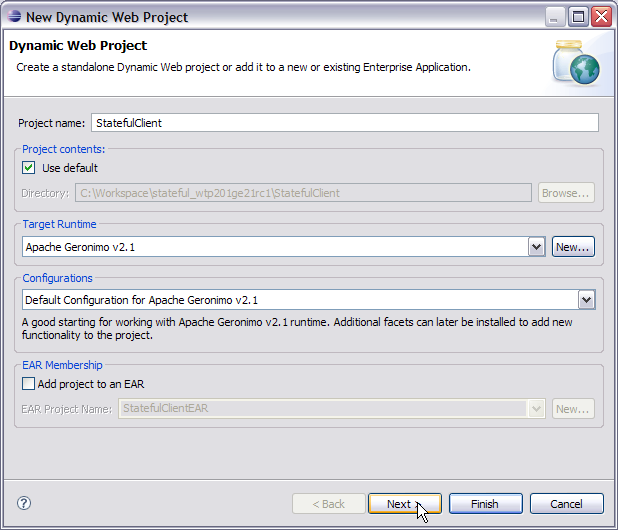 New Dynamic Web Project
Dynamic Web Project
Create a standalone Dynamic Web project or add it to a new or existing Enterprise Application.
Project name: StatefulClient
Project contents:
Use default
Directory: C:\Workspace\stateful_wtp201ge21rc1\StatefulClient Browse...
Target Runtime
Apache Geronimo v2.1 New...
Configurations
Default Configuration for Apache Geronimo v2.1
A good starting for working with Apache Geronimo v2.1 runtime. Additional facets can later be installed to add new
functionality to the project.
EAR Membership
Add project to an EAR
EAR Project Name: StatefulClientEAR New...
? < Back Next > Finish Cancel